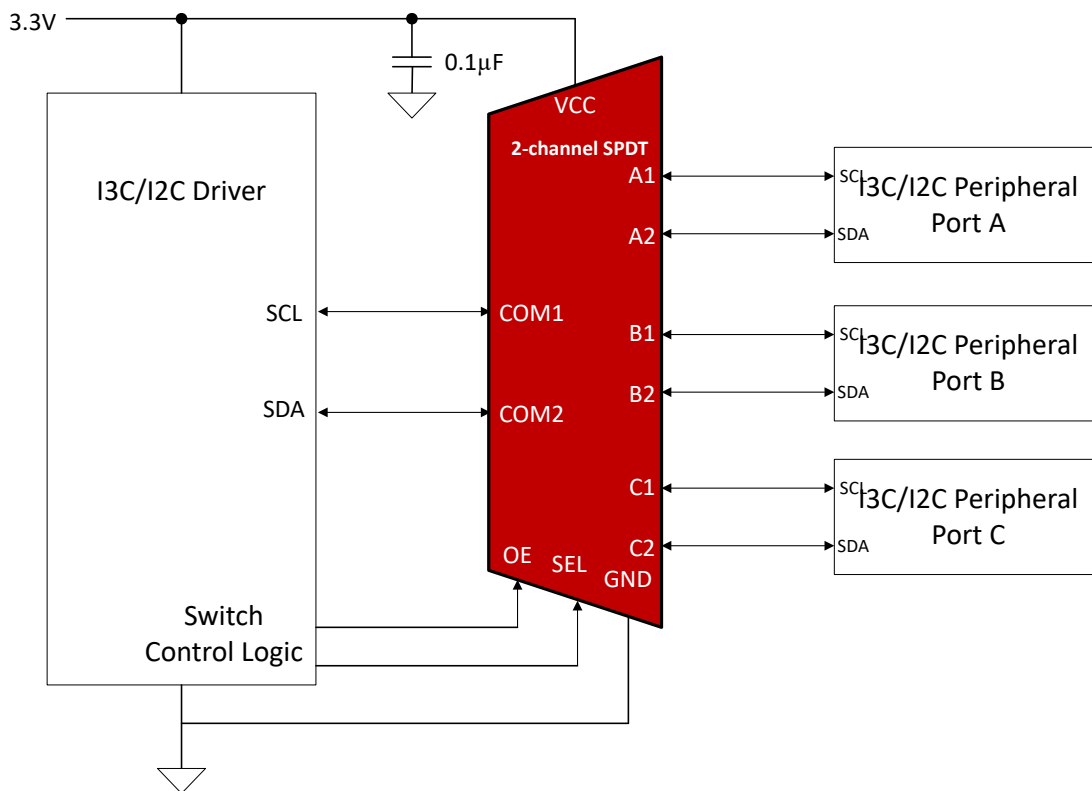 3.3V
0.1μF
VCC
2-channel SPDT
I3C/I2C Driver
SCL
SDA
COM1
COM2
A1
A2
B1
B2
C1
C2
OE
SEL
GND
Switch
Control Logic
SCL
I3C/I2C Peripheral
Port A
SDA
SCL
I3C/I2C Peripheral
Port B
SDA
SCL
I3C/I2C Peripheral
Port C
SDA